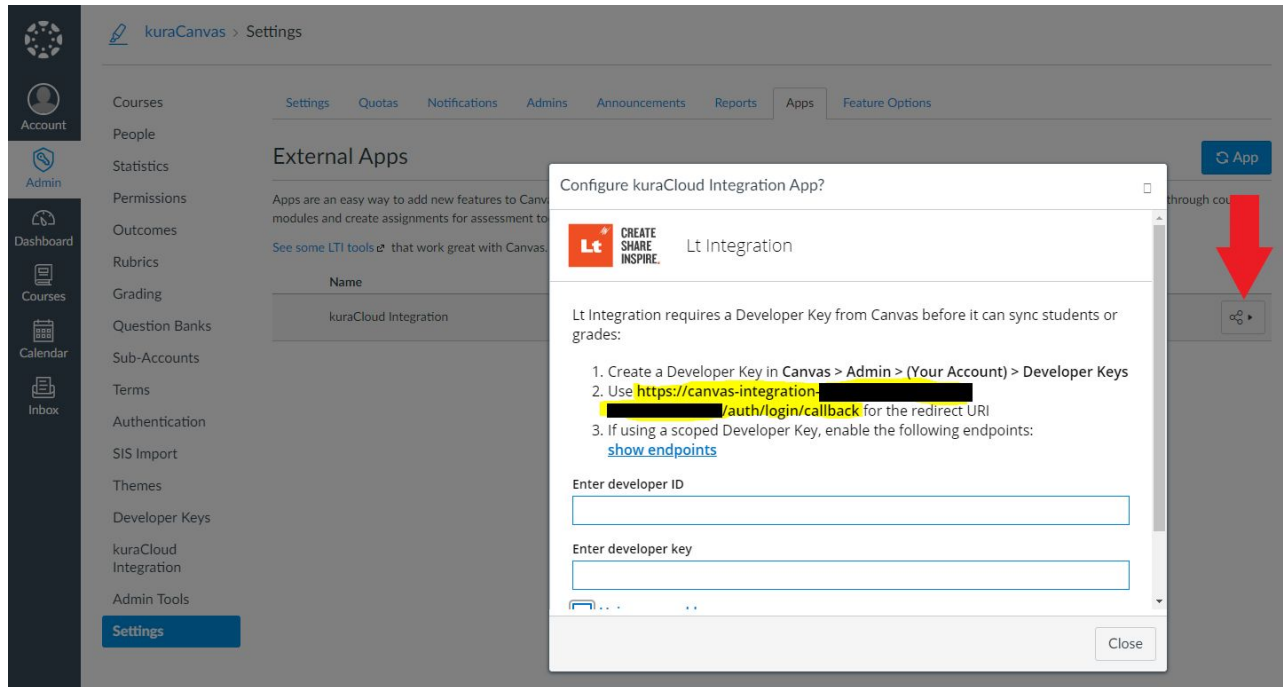 kuraCanvas > Settings
Account
Admin
Dashboard
Courses
Calendar
Inbox
Courses
People
Statistics
Permissions
Outcomes
Rubrics
Grading
Question Banks
Sub-Accounts
Terms
Authentication
SIS Import
Themes
Developer Keys
kuraCloud
Integration
Admin Tools
Settings
Settings Quotas Notifications Admins Announcements Reports Apps Feature Options
External Apps
App
Apps are an easy way to add new features to
through
modules and create assignments for assessment
See some LTI tools that work great with Canvas.
Name
kuraCloud Integration
Configure kuraCloud Integration App?
Lt CREATE
SHARE
INSPIRE.
Lt Integration
Lt Integration requires a Developer Key from Canvas before it can sync students or
grades:
1. Create a Developer Key in Canvas > Admin > (Your Account) > Developer Keys
2. Use https://canvas-integration-
/auth/login/callback for the redirect URI
3. If using a scoped Developer Key, enable the following endpoints:
show endpoints
Enter developer ID
Enter developer key
Close